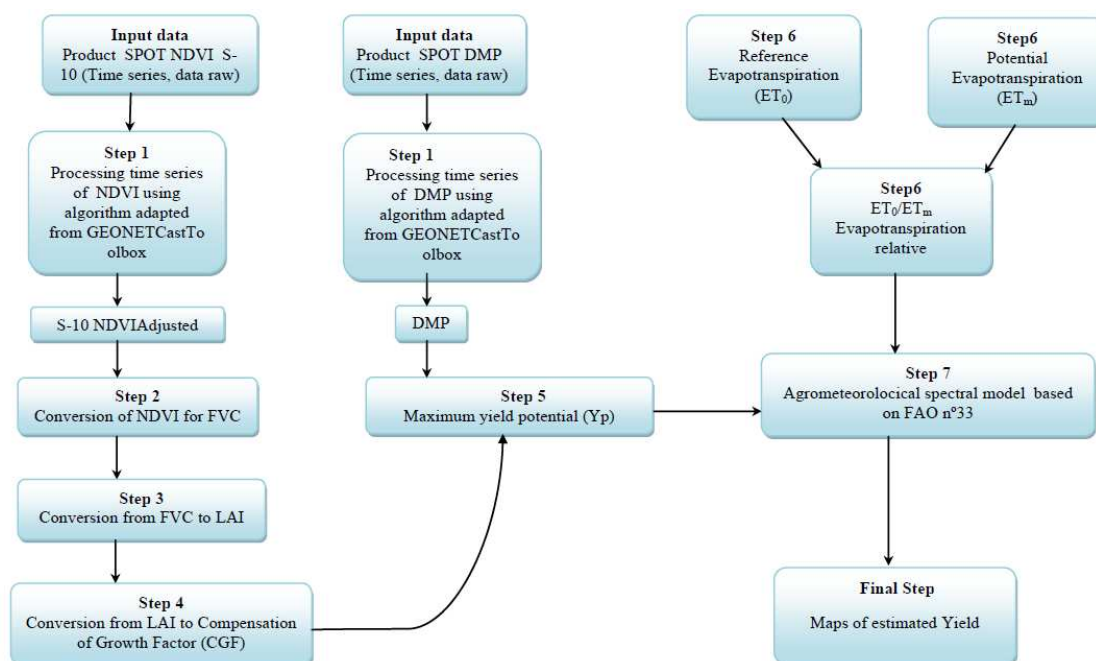 Input data
Product SPOT NDVI S-
10 (Time series, data raw)
Step 1
Processing time series
of NDVI using
algorithm adapted
from GEONETCastTo
olbox
S-10 NDVIAdjusted
Step 2
Conversion of NDVI for FVC
Step 3
Conversion from FVC to LAI
Step 4
Conversion from LAI to Compensation
of Growth Factor (CGF)
Input data
Product SPOT DMP
(Time series, data raw)
Step 1
Processing time series
of DMP using
algorithm adapted
from GEONETCastTo
olbox
DMP
Step 5
Maximum yield potential (Yp)
Step 6
Reference
Evapotranspiration
(ET₀)
Step6
Potential
Evapotranspiration
(ETₘ)
Step6
ET₀/ETₘ
Evapotranspiration
relative
Step 7
Agrometeorolocical spectral model based
on FAO nº33
Final Step
Maps of estimated Yield